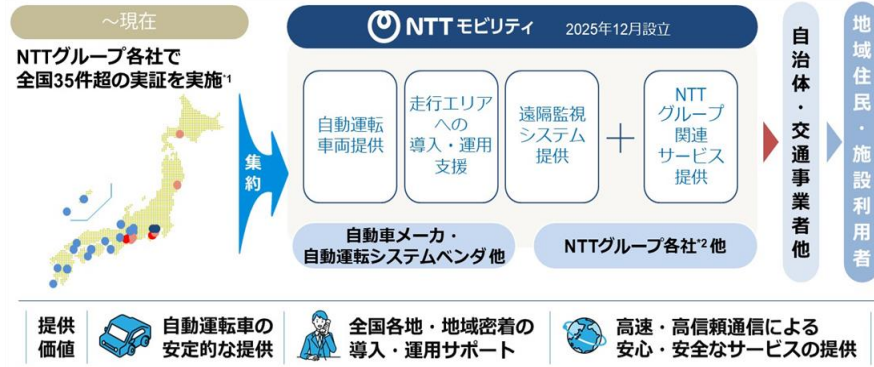 ～現在
NTTグループ各社で
全国35件超の実証を実施*1
集約
NTT モビリティ 2025年12月設立
自動運転
車両提供
走行エリア
への
導入・運用
支援
遠隔監視
システム
提供
＋
NTT
グループ
関連
サービス
提供
自動車メーカ・
自動運転システムベンダ他
NTTグループ各社*2他
自治体・交通事業者他
地域住民・施設利用者
提供
価値
自動運転車の
安定的な提供
全国各地・地域密着の
導入・運用サポート
高速・高信頼通信による
安心・安全なサービスの提供